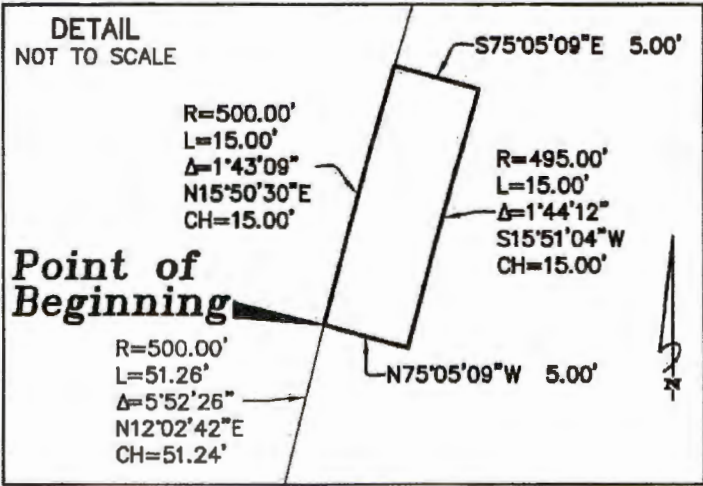 DETAIL
NOT TO SCALE
S75°05'09"E 5.00'
R=500.00'
L=15.00'
Δ=1°43'09"
N15°50'30"E
CH=15.00'
R=495.00'
L=15.00'
Δ=1°44'12"
S15°51'04"W
CH=15.00'
Point of
Beginning
R=500.00'
L=51.26'
Δ=5°52'26"
N12°02'42"E
CH=51.24'
N75°05'09"W 5.00'
N